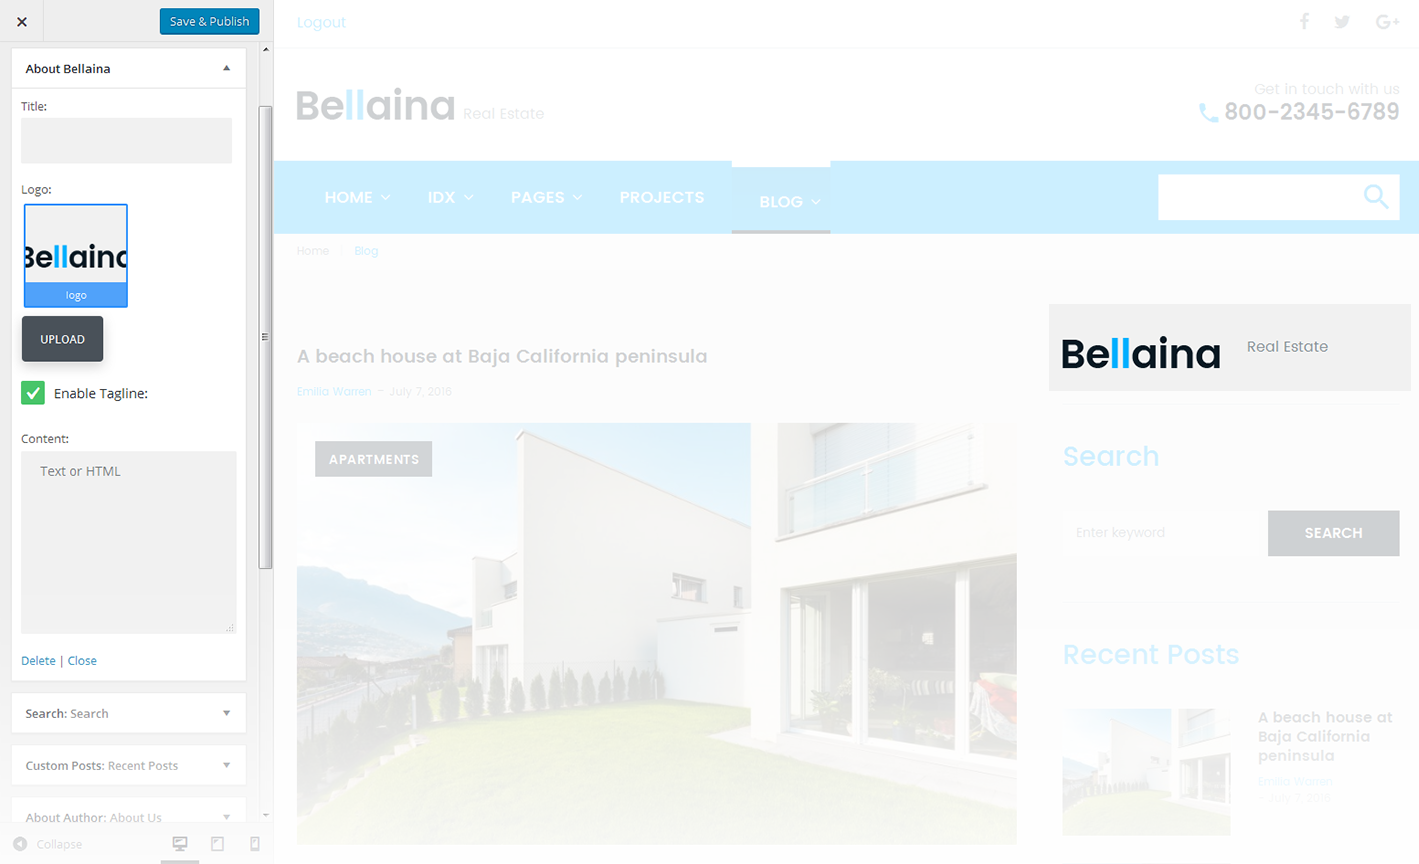 Save & Publish
About Bellaina
Title:
Logo:
Bellaina
logo
UPLOAD
Enable Tagline:
Content:
Text or HTML
Delete | Close
Search: Search
Custom Posts: Recent Posts
About Author: About Us
Collapse
Logout
G+
Bellaina Real Estate
Get in touch with us
800-2345-6789
HOME IDX PAGES PROJECTS BLOG
Home Blog
A beach house at Baja California peninsula
Emilia Warren – July 7, 2016
APARTMENTS
Bellaina Real Estate
Search
Enter keyword SEARCH
Recent Posts
A beach house at
Baja California
peninsula
Emilia Warren
– July 7, 2016